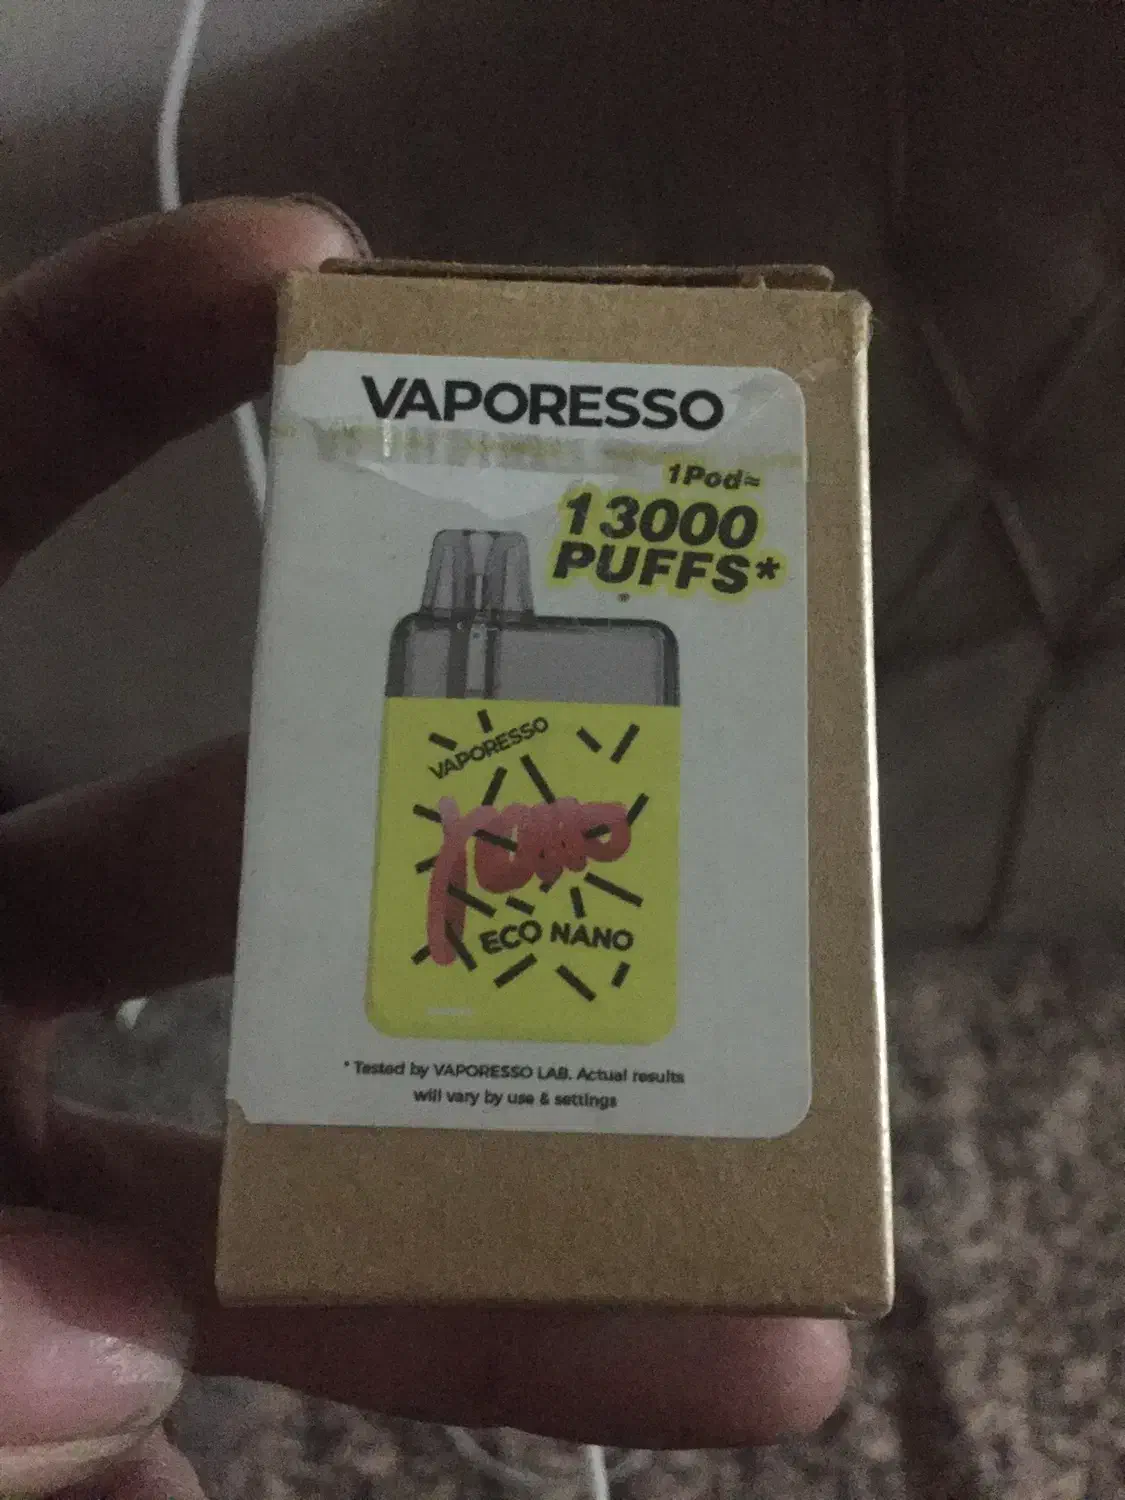 VAPORESSO
1Pod≈
13000
PUFFS*
VAPORESSO
ECO NANO
* Tested by VAPORESSO LAB. Actual results
will vary by use & settings